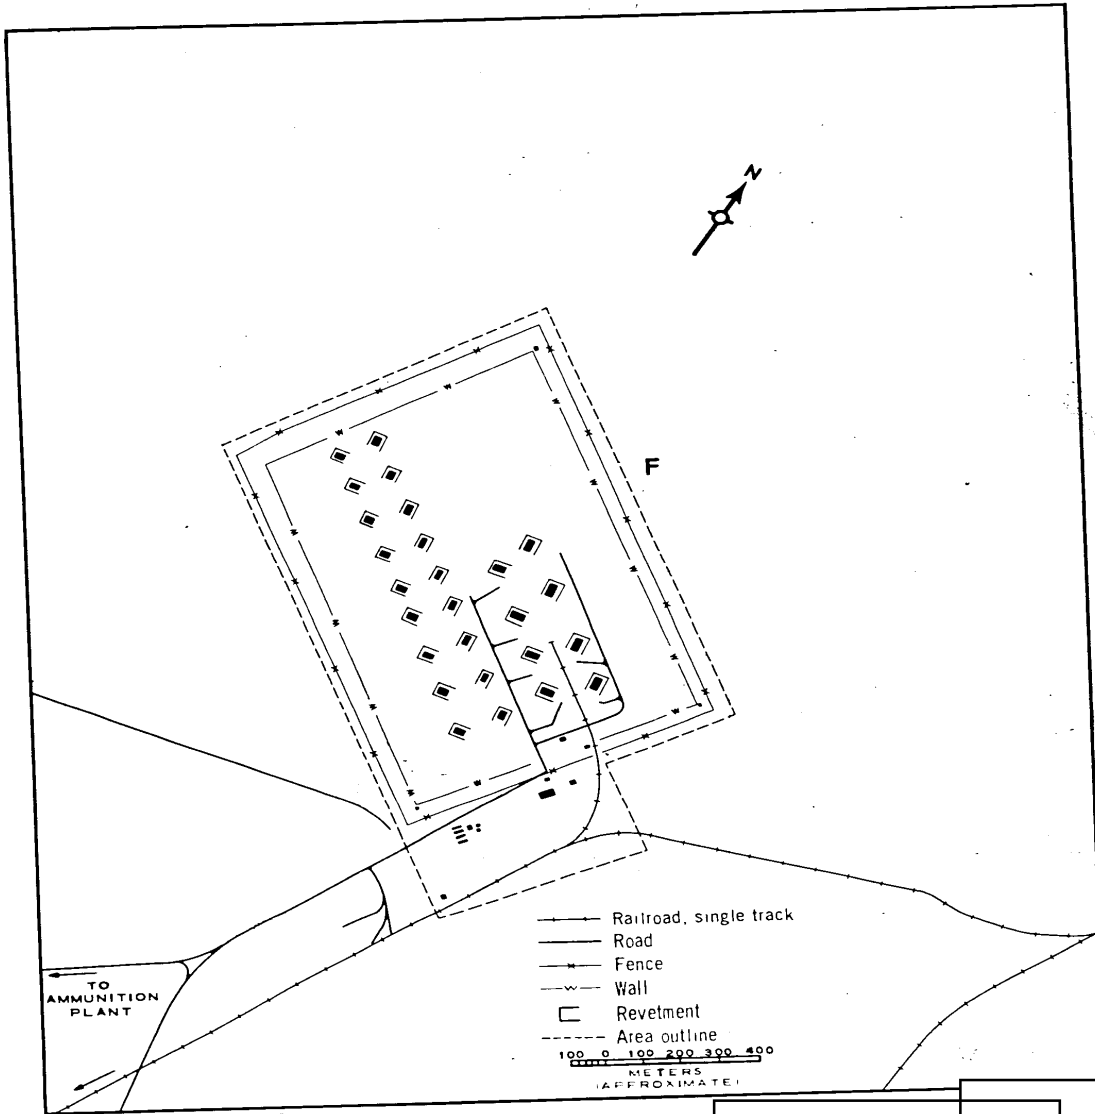 N
F
Railroad, single track
Road
Fence
Wall
Revetment
Area outline
100 0 100 200 300 400
METERS
(APPROXIMATE)
TO
AMMUNITION
PLANT